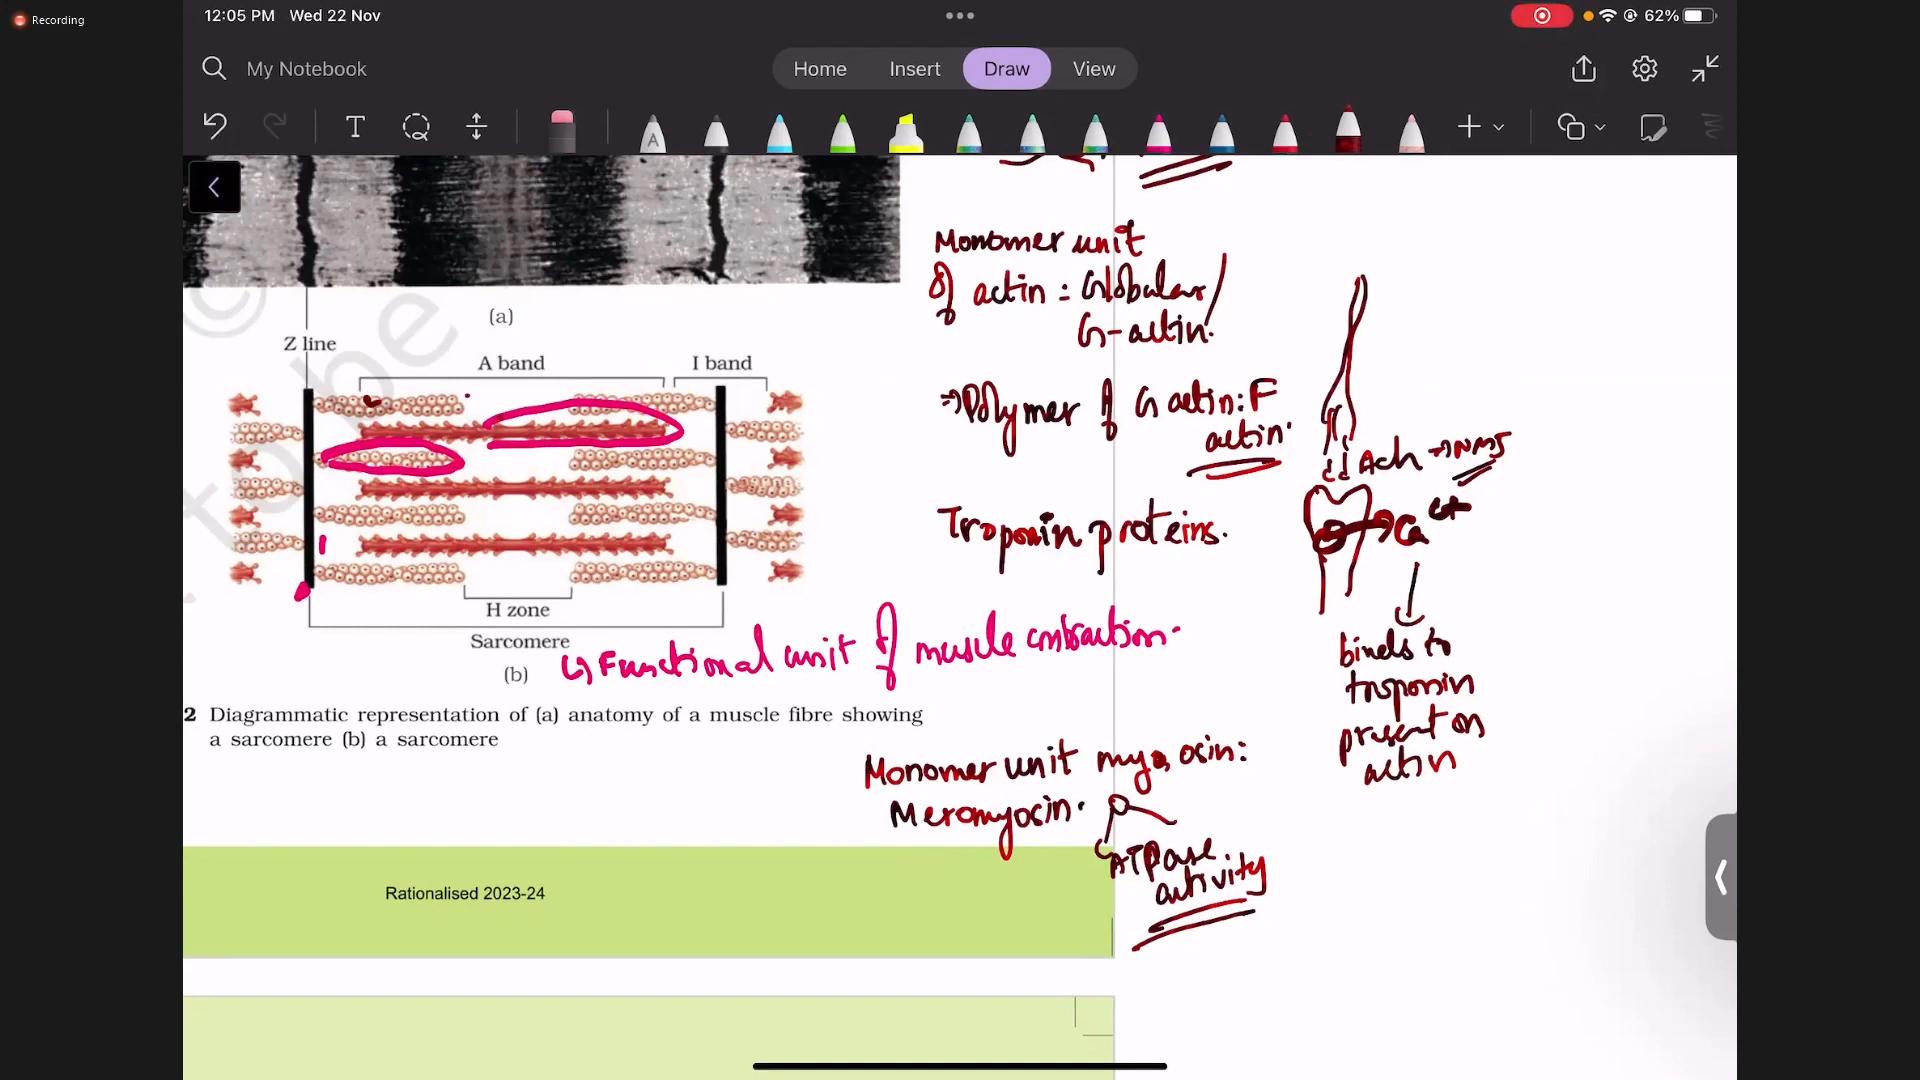 Recording
12:05 PM Wed 22 Nov
62%
My Notebook
Home Insert Draw View
T
A
(a)
Z line
A band
I band
H zone
Sarcomere
(b)
↳ Functional unit of muscle contraction.
2 Diagrammatic representation of (a) anatomy of a muscle fibre showing
a sarcomere (b) a sarcomere
Rationalised 2023-24
©
to be
Monomer unit
of actin : Globular/
G-actin.
⇒ Polymer of G actin: F
actin.
Troponin proteins.
Monomer unit myosin:
Meromyosin.
ATPase
activity
Ach → NMJ
Ca++
binds to
troponin
present on
actin